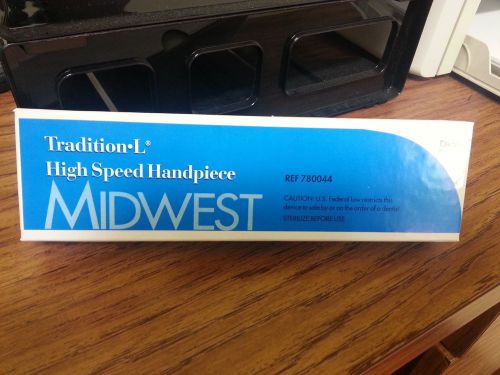 Tradition•L®
High Speed Handpiece
MIDWEST
REF 780044
CAUTION: U.S. Federal law restricts this
device to sale by or on the order of a dentist
STERILIZE BEFORE USE